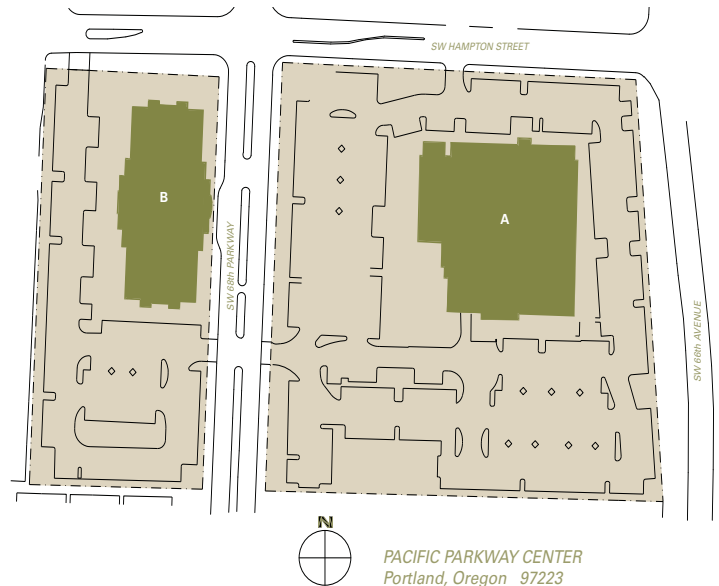 SW HAMPTON STREET
B
A
SW 68th PARKWAY
SW 66th AVENUE
N
PACIFIC PARKWAY CENTER
Portland, Oregon 97223